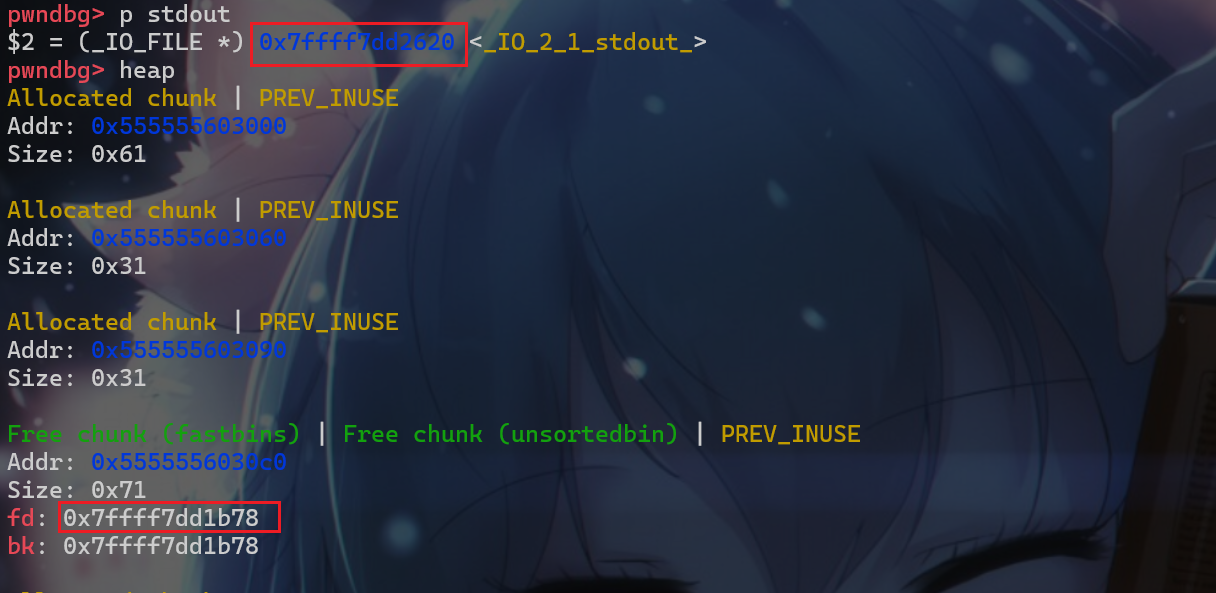 pwndbg> p stdout
$2 = (_IO_FILE *) 0x7ffff7dd2620 <_IO_2_1_stdout_>
pwndbg> heap
Allocated chunk | PREV_INUSE
Addr: 0x555555603000
Size: 0x61
Allocated chunk | PREV_INUSE
Addr: 0x555555603060
Size: 0x31
Allocated chunk | PREV_INUSE
Addr: 0x555555603090
Size: 0x31
Free chunk (fastbins) | Free chunk (unsortedbin) | PREV_INUSE
Addr: 0x5555556030c0
Size: 0x71
fd: 0x7ffff7dd1b78
bk: 0x7ffff7dd1b78